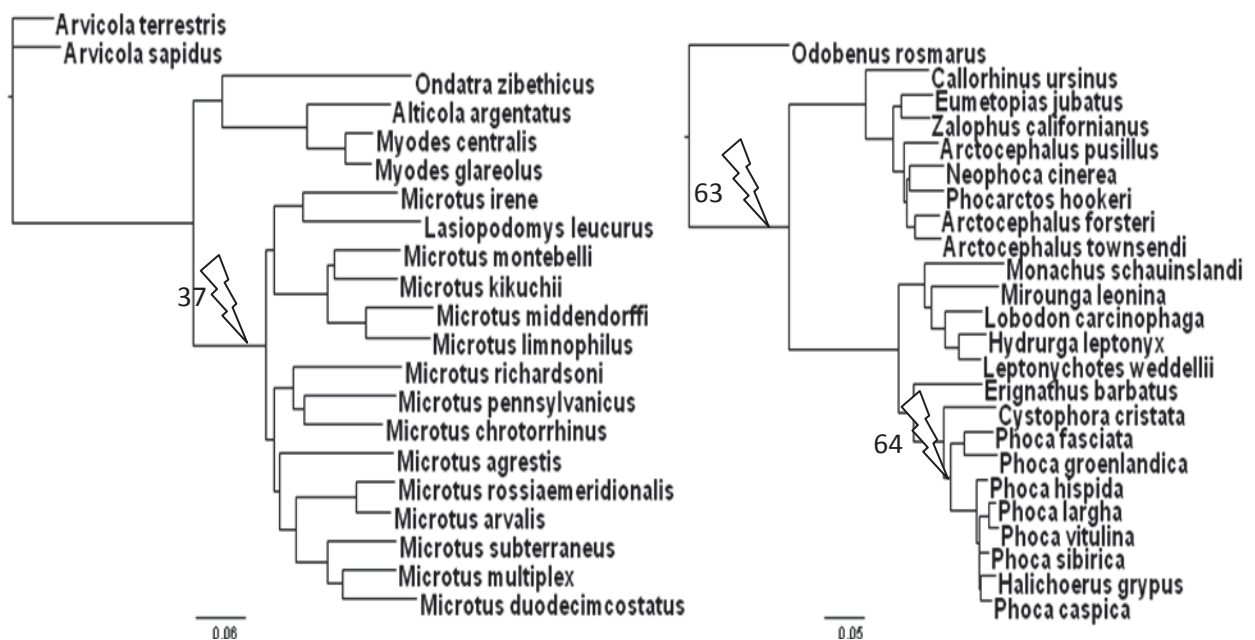 Arvicola terrestris
Arvicola sapidus
Ondatra zibethicus
Alticola argentatus
Myodes centralis
Myodes glareolus
Microtus irene
Lasiopodomys leucurus
Microtus montebelli
Microtus kikuchii
Microtus middendorffi
Microtus limnophilus
Microtus richardsoni
Microtus pennsylvanicus
Microtus chrotorrhinus
Microtus agrestis
Microtus rossiaemeridionalis
Microtus arvalis
Microtus subterraneus
Microtus multiplex
Microtus duodecimcostatus
37
0.06
Odobenus rosmarus
Callorhinus ursinus
Eumetopias jubatus
Zalophus californianus
Arctocephalus pusillus
Neophoca cinerea
Phocarctos hookeri
Arctocephalus forsteri
Arctocephalus townsendi
Monachus schauinslandi
Mirounga leonina
Lobodon carcinophaga
Hydrurga leptonyx
Leptonychotes weddellii
Erignathus barbatus
Cystophora cristata
Phoca fasciata
Phoca groenlandica
Phoca hispida
Phoca largha
Phoca vitulina
Phoca sibirica
Halichoerus grypus
Phoca caspica
63
64
0.05